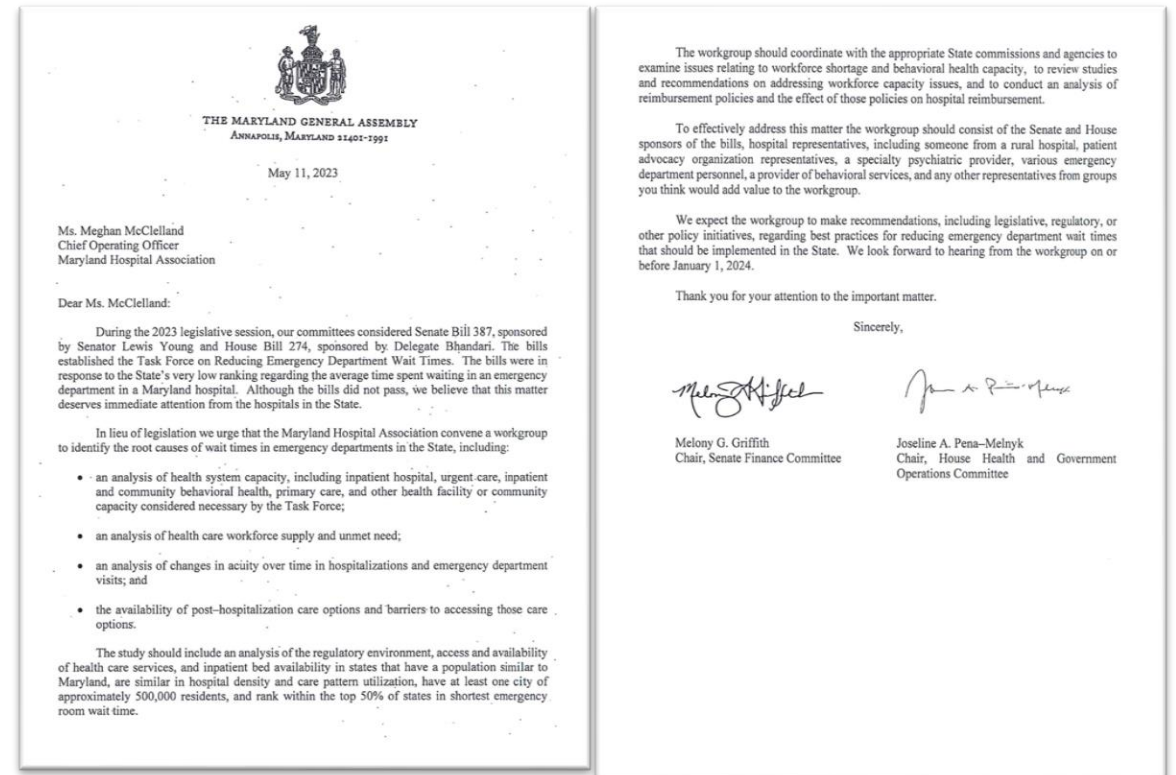 THE MARYLAND GENERAL ASSEMBLY
ANNAPOLIS, MARYLAND 21401-1991
May 11, 2023
Ms. Meghan McClelland
Chief Operating Officer
Maryland Hospital Association
Dear Ms. McClelland:
During the 2023 legislative session, our committees considered Senate Bill 387, sponsored
by Senator Lewis Young and House Bill 274, sponsored by Delegate Bhandari. The bills
established the Task Force on Reducing Emergency Department Wait Times. The bills were in
response to the State's very low ranking regarding the average time spent waiting in an emergency
department in a Maryland hospital. Although the bills did not pass, we believe that this matter
deserves immediate attention from the hospitals in the State.
In lieu of legislation we urge that the Maryland Hospital Association convene a workgroup
to identify the root causes of wait times in emergency departments in the State, including:
• an analysis of health system capacity, including inpatient hospital, urgent care, inpatient
and community behavioral health, primary care, and other health facility or community
capacity considered necessary by the Task Force;
• an analysis of health care workforce supply and unmet need;
• an analysis of changes in acuity over time in hospitalizations and emergency department
visits; and
• the availability of post–hospitalization care options and barriers to accessing those care
options.
The study should include an analysis of the regulatory environment, access and availability
of health care services, and inpatient bed availability in states that have a population similar to
Maryland, are similar in hospital density and care pattern utilization, have at least one city of
approximately 500,000 residents, and rank within the top 50% of states in shortest emergency
room wait time.
The workgroup should coordinate with the appropriate State commissions and agencies to
examine issues relating to workforce shortage and behavioral health capacity, to review studies
and recommendations on addressing workforce capacity issues, and to conduct an analysis of
reimbursement policies and the effect of those policies on hospital reimbursement.
To effectively address this matter the workgroup should consist of the Senate and House
sponsors of the bills, hospital representatives, including someone from a rural hospital, patient
advocacy organization representatives, a specialty psychiatric provider, various emergency
department personnel, a provider of behavioral services, and any other representatives from groups
you think would add value to the workgroup.
We expect the workgroup to make recommendations, including legislative, regulatory, or
other policy initiatives, regarding best practices for reducing emergency department wait times
that should be implemented in the State. We look forward to hearing from the workgroup on or
before January 1, 2024.
Thank you for your attention to the important matter.
Sincerely,
Melony G. Griffith
Chair, Senate Finance Committee
Joseline A. Pena–Melnyk
Chair, House Health and Government
Operations Committee